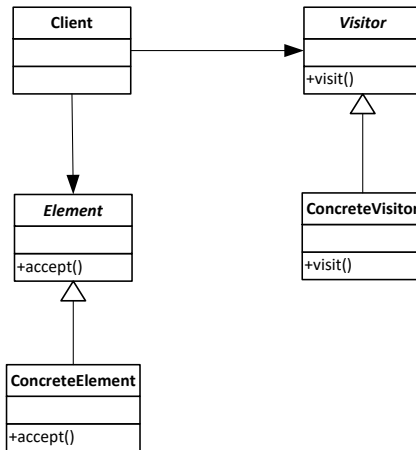 Client
Visitor
+visit()
Element
+accept()
ConcreteVisitor
+visit()
ConcreteElement
+accept()